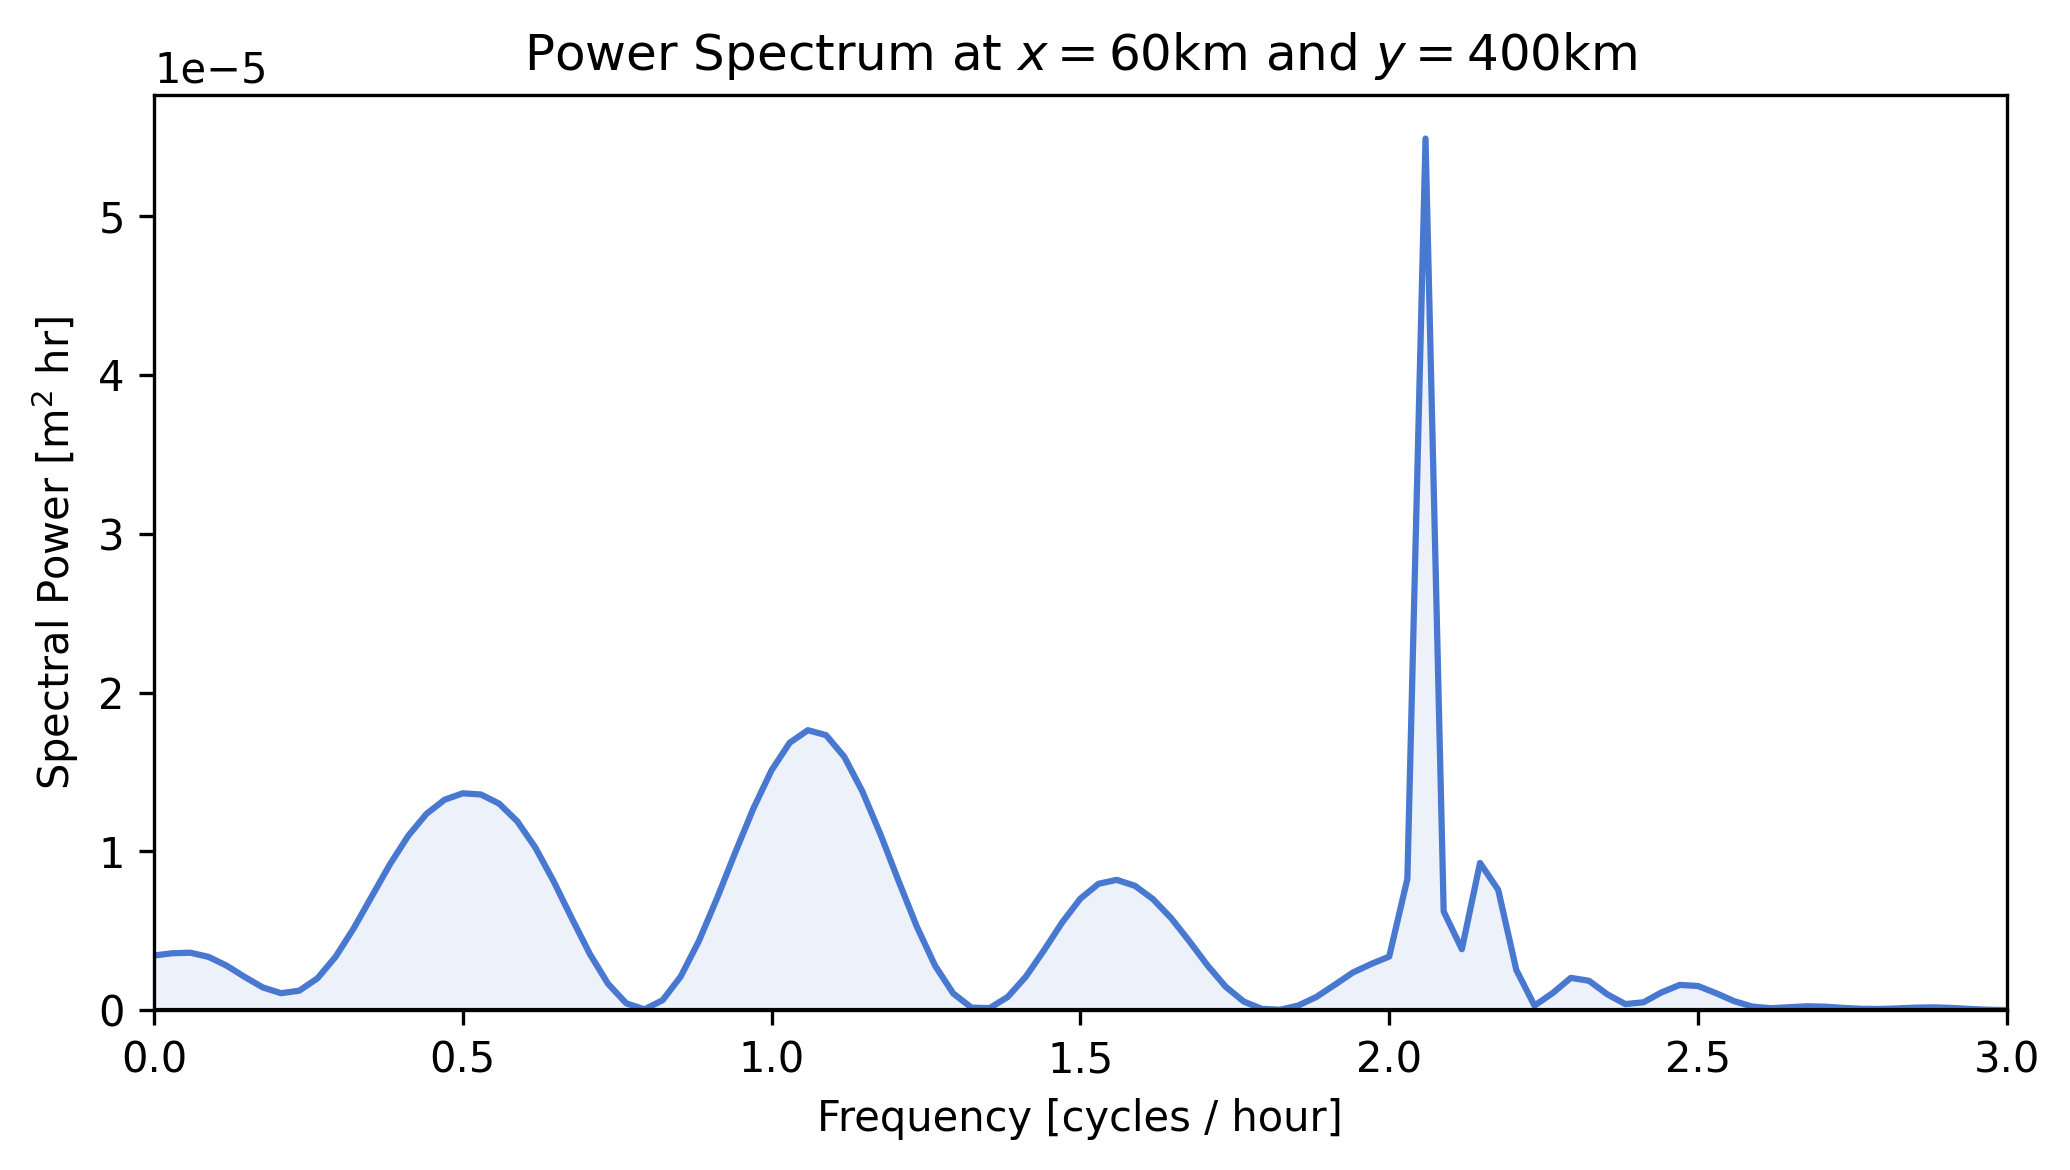 Power Spectrum at x = 60km and y = 400km
1e−5
Spectral Power [m² hr]
5
4
3
2
1
0
0.0 0.5 1.0 1.5 2.0 2.5 3.0
Frequency [cycles / hour]